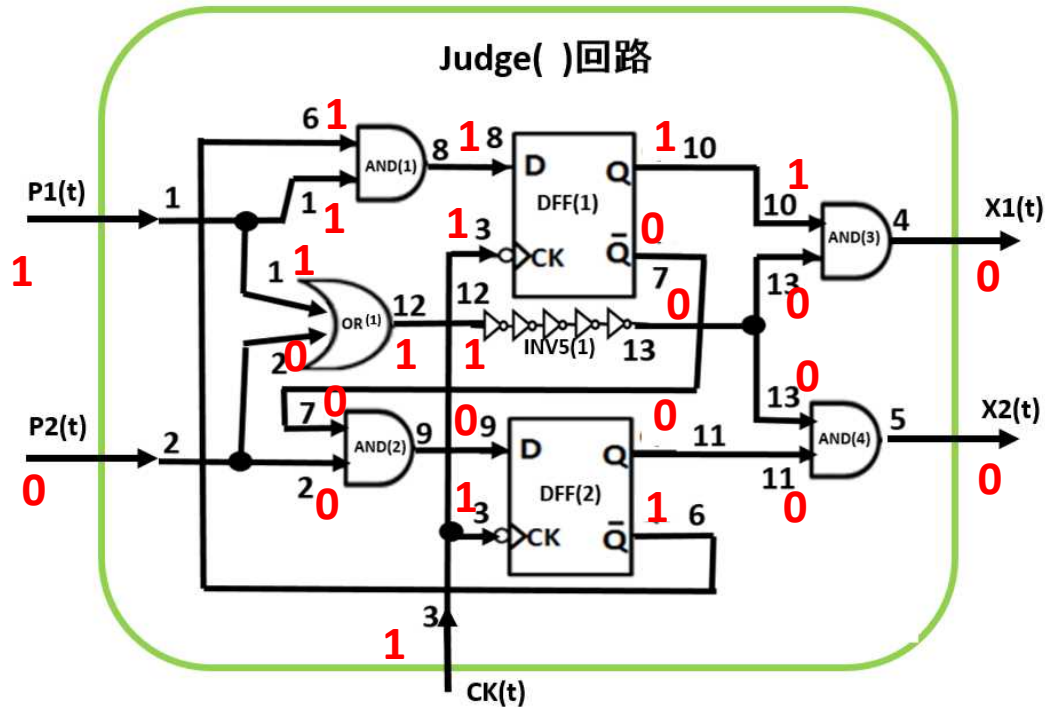 Judge( )回路
6 1
AND(1)
8 1 8
D
Q
1 10
DFF(1)
P1(t)
1
1 1
1 3
CK
Q̅
0
7 0
1
10
AND(3)
4
X1(t)
0
1
1 1
OR(1)
12
1
12
1
INV5(1)
13
13 0
2 0
7 0
P2(t)
2
0
AND(2)
9 0 9
D
Q
0
11
2 0
DFF(2)
1 3
CK
Q̅
1 6
0
13
AND(4)
5
X2(t)
0
11 0
3
1
CK(t)